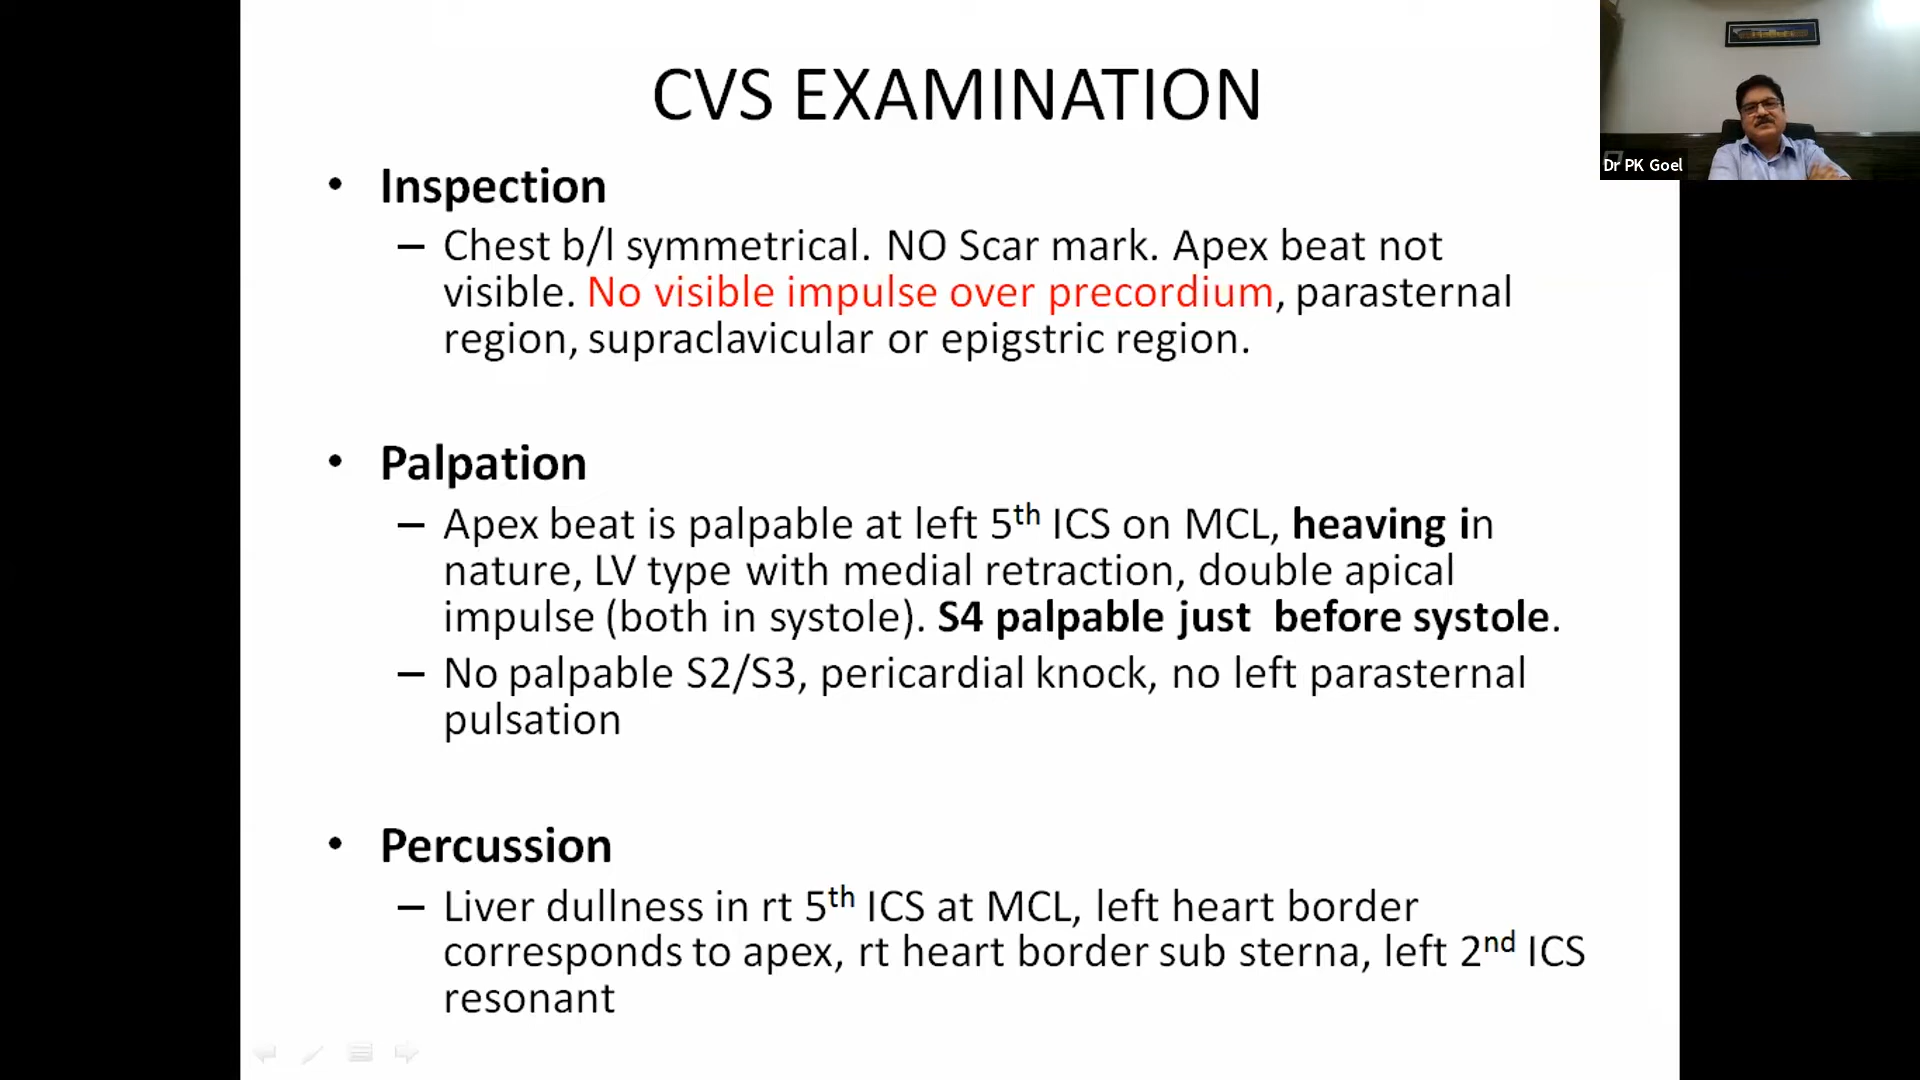 CVS EXAMINATION
Dr PK Goel
• Inspection
– Chest b/l symmetrical. NO Scar mark. Apex beat not
visible. No visible impulse over precordium, parasternal
region, supraclavicular or epigstric region.
• Palpation
– Apex beat is palpable at left 5th ICS on MCL, heaving in
nature, LV type with medial retraction, double apical
impulse (both in systole). S4 palpable just  before systole.
– No palpable S2/S3, pericardial knock, no left parasternal
pulsation
• Percussion
– Liver dullness in rt 5th ICS at MCL, left heart border
corresponds to apex, rt heart border sub sterna, left 2nd ICS
resonant